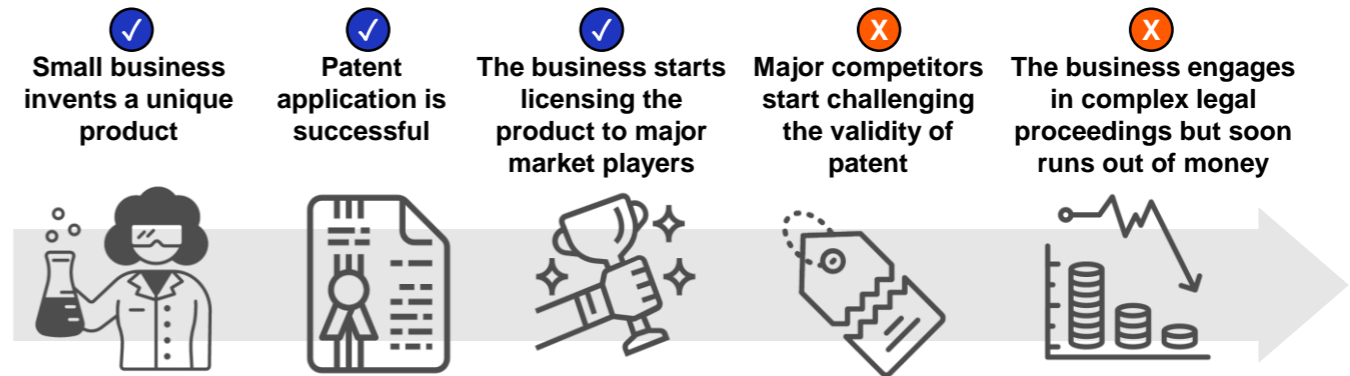 ✓
Small business
invents a unique
product
✓
Patent
application is
successful
✓
The business starts
licensing the
product to major
market players
X
Major competitors
start challenging
the validity of
patent
X
The business engages
in complex legal
proceedings but soon
runs out of money